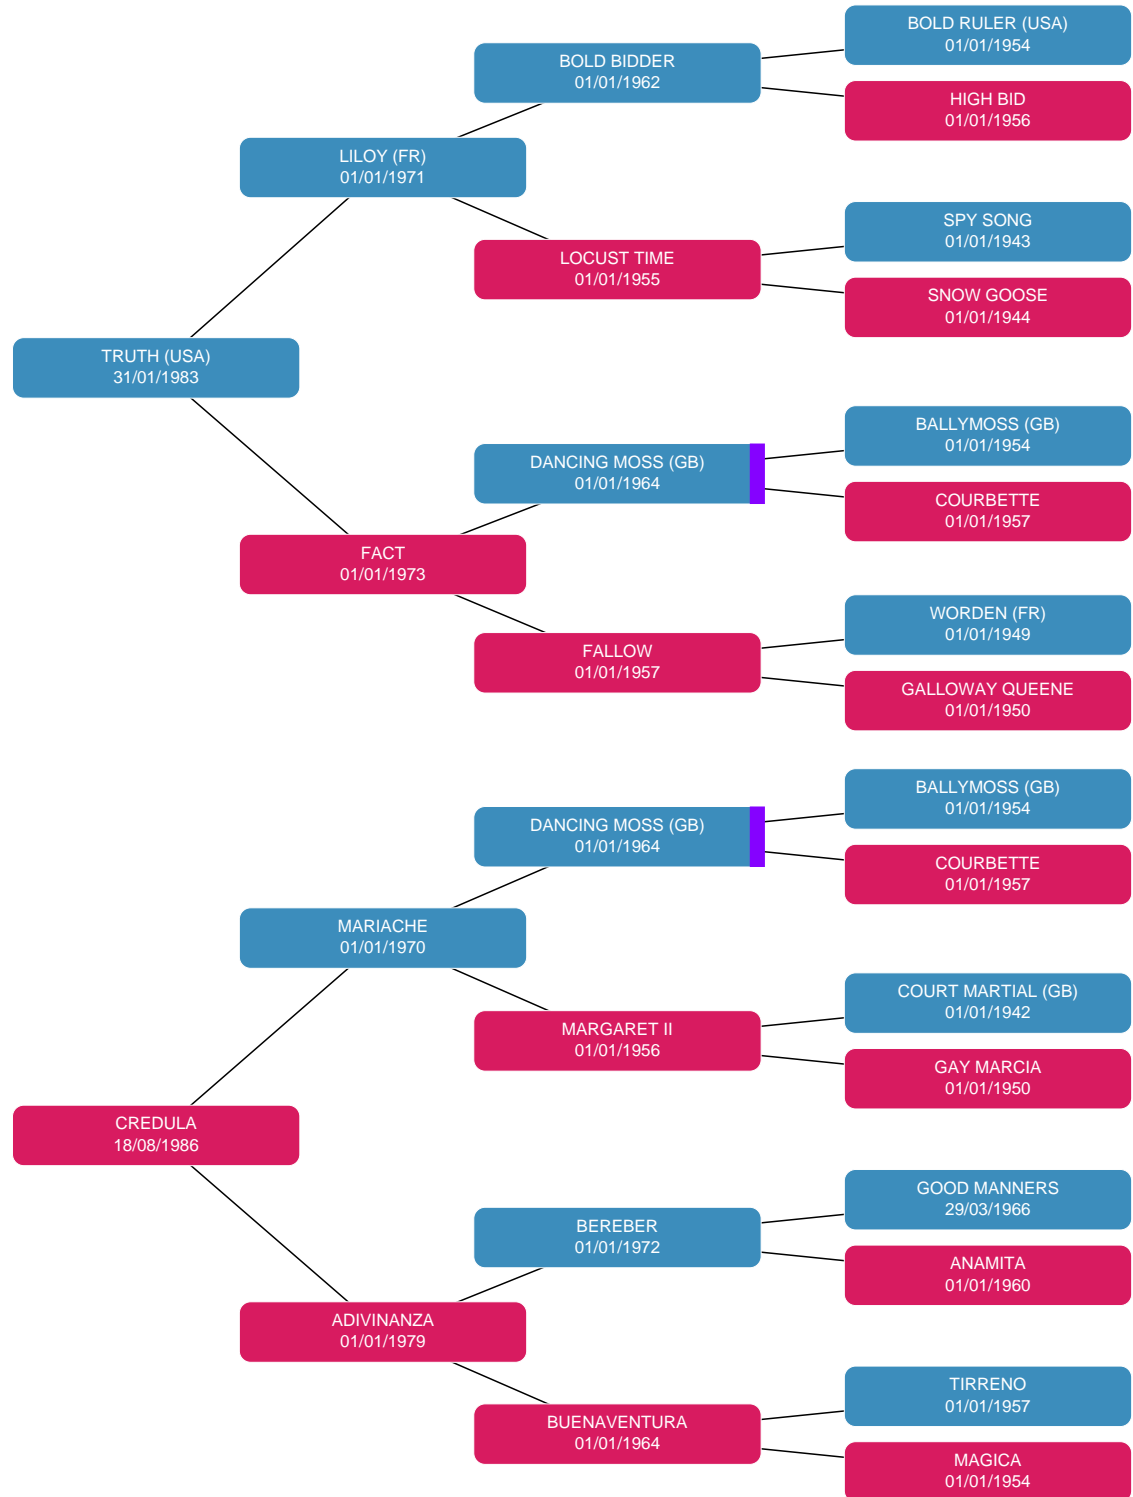 BOLD RULER (USA)
01/01/1954
BOLD BIDDER
01/01/1962
HIGH BID
01/01/1956
LILOY (FR)
01/01/1971
SPY SONG
01/01/1943
LOCUST TIME
01/01/1955
SNOW GOOSE
01/01/1944
TRUTH (USA)
31/01/1983
BALLYMOSS (GB)
01/01/1954
DANCING MOSS (GB)
01/01/1964
COURBETTE
01/01/1957
FACT
01/01/1973
WORDEN (FR)
01/01/1949
FALLOW
01/01/1957
GALLOWAY QUEENE
01/01/1950
BALLYMOSS (GB)
01/01/1954
DANCING MOSS (GB)
01/01/1964
COURBETTE
01/01/1957
MARIACHE
01/01/1970
COURT MARTIAL (GB)
01/01/1942
MARGARET II
01/01/1956
GAY MARCIA
01/01/1950
CREDULA
18/08/1986
GOOD MANNERS
29/03/1966
BEREBER
01/01/1972
ANAMITA
01/01/1960
ADIVINANZA
01/01/1979
TIRRENO
01/01/1957
BUENAVENTURA
01/01/1964
MAGICA
01/01/1954